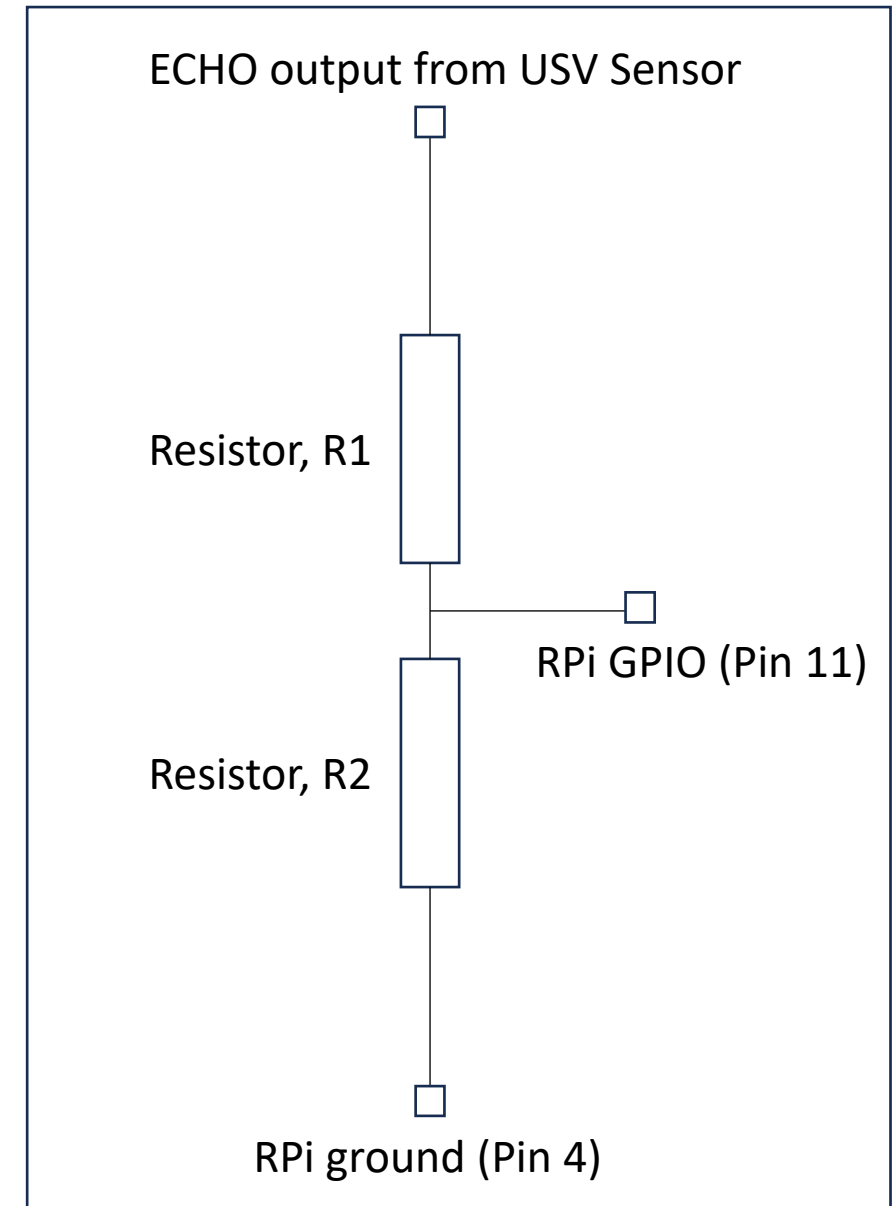 ECHO output from USV Sensor
Resistor, R1
RPi GPIO (Pin 11)
Resistor, R2
RPi ground (Pin 4)